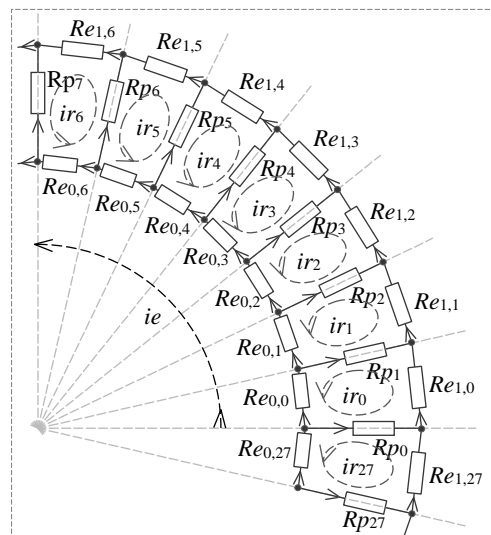 Re1,6
Re1,5
Rp7
Rp6
Re1,4
ir6
ir5
Rp5
ir4
Rp4
Re1,3
Re0,6
Re0,5
Re0,4
ir3
Rp3
Re1,2
Re0,3
ir2
Re0,2
Rp2
ie
ir1
Re1,1
Re0,1
Rp1
Re0,0
ir0
Re1,0
Re0,27
Rp0
ir27
Re1,27
Rp27